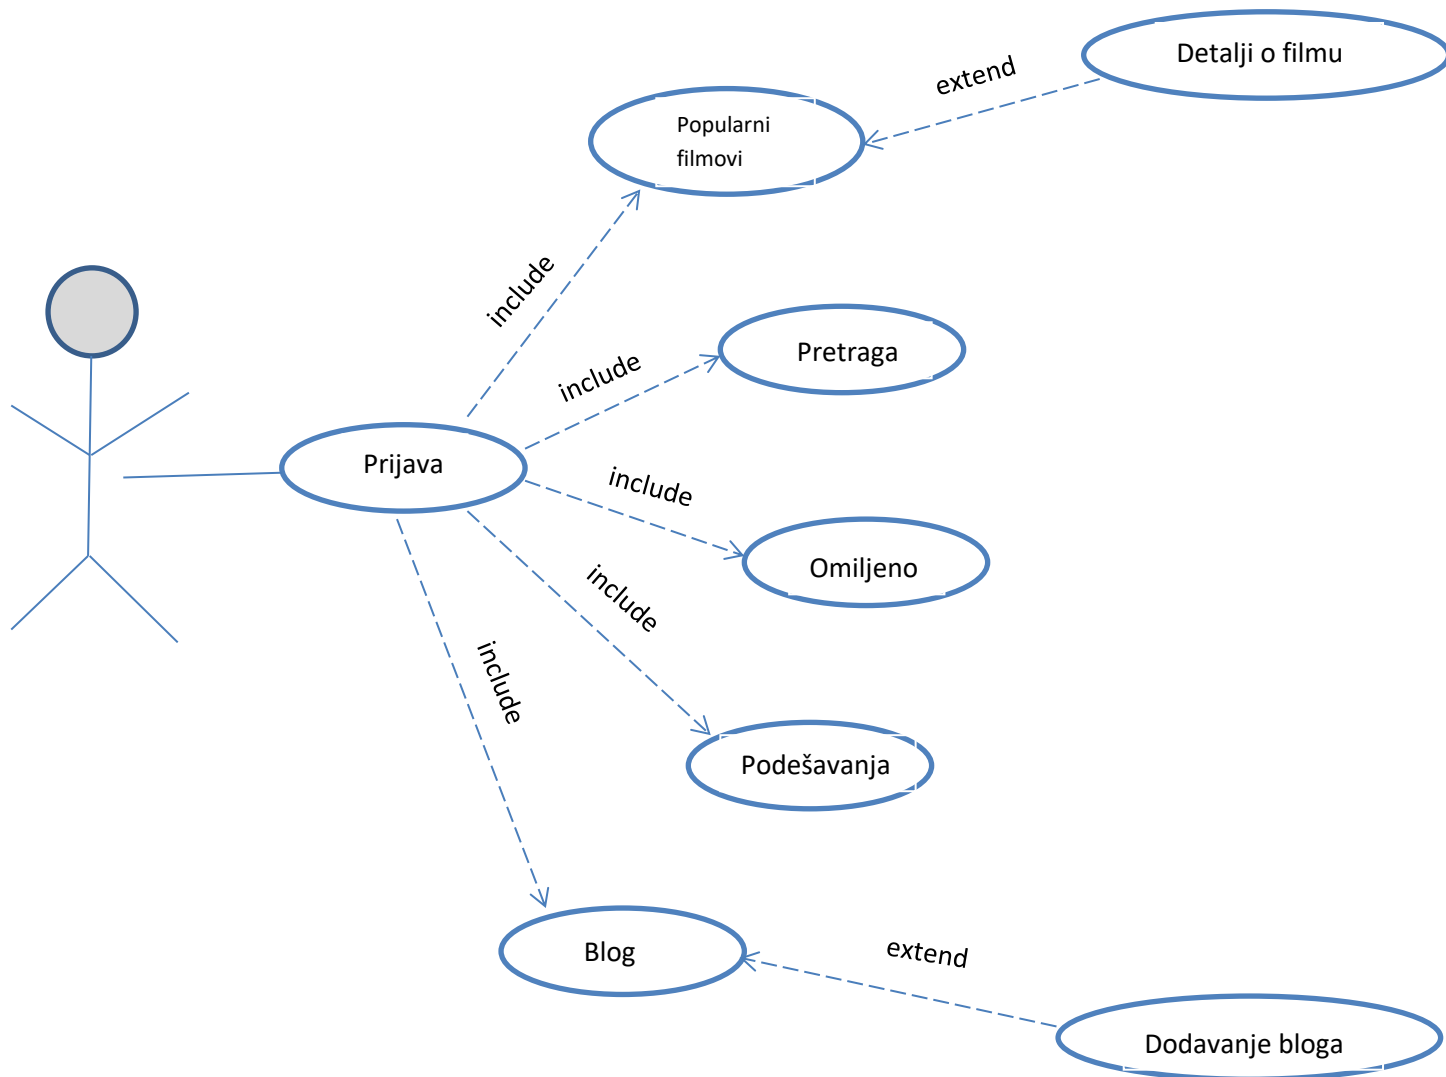 Detalji o filmu
extend
Popularni
filmovi
include
Pretraga
include
Prijava
include
Omiljeno
include
Podešavanja
include
Blog
extend
Dodavanje bloga